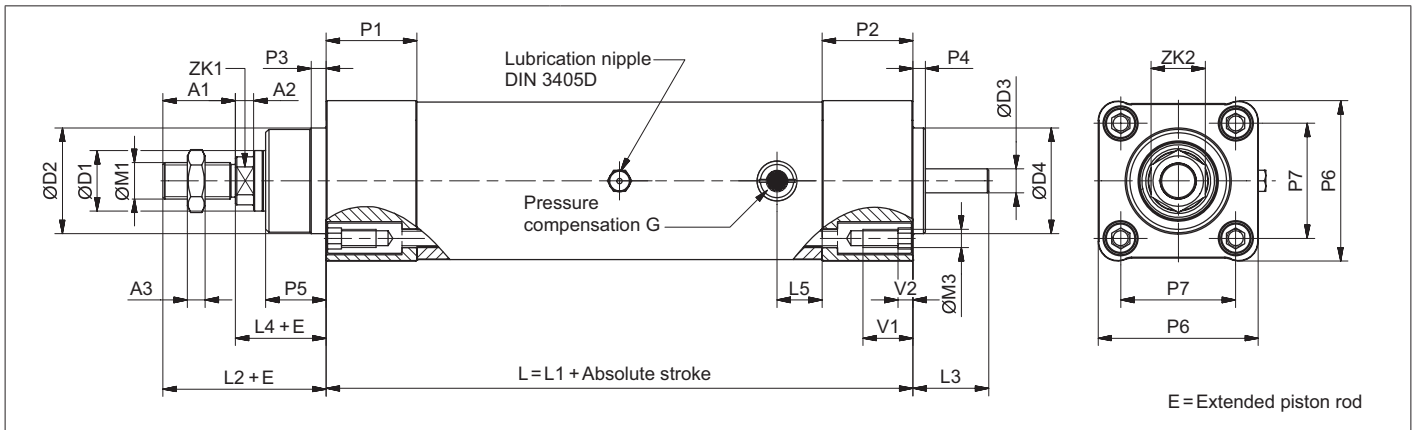 P1
P2
P3
Lubrication nipple
DIN 3405D
P4
ZK1
ZK2
A1
A2
ØD3
ØD2
ØD1
ØM1
ØD4
P7
P6
Pressure
compensation G
A3
P5
L5
V2
ØM3
L4 + E
V1
P7
P6
L2 + E
L = L1 + Absolute stroke
L3
E = Extended piston rod